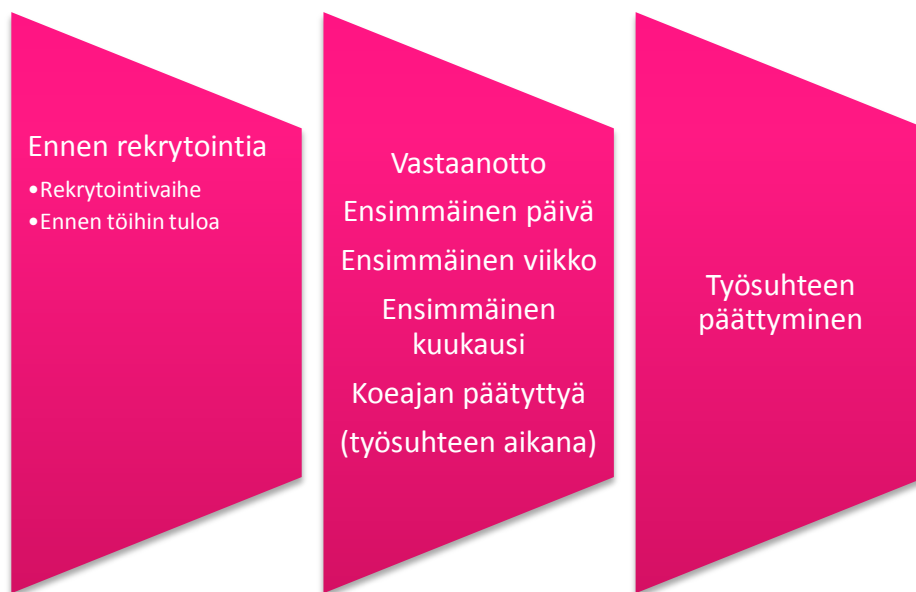 Ennen rekrytointia
•Rekrytointivaihe
•Ennen töihin tuloa
Vastaanotto
Ensimmäinen päivä
Ensimmäinen viikko
Ensimmäinen
kuukausi
Koeajan päätyttyä
(työsuhteen aikana)
Työsuhteen
päättyminen